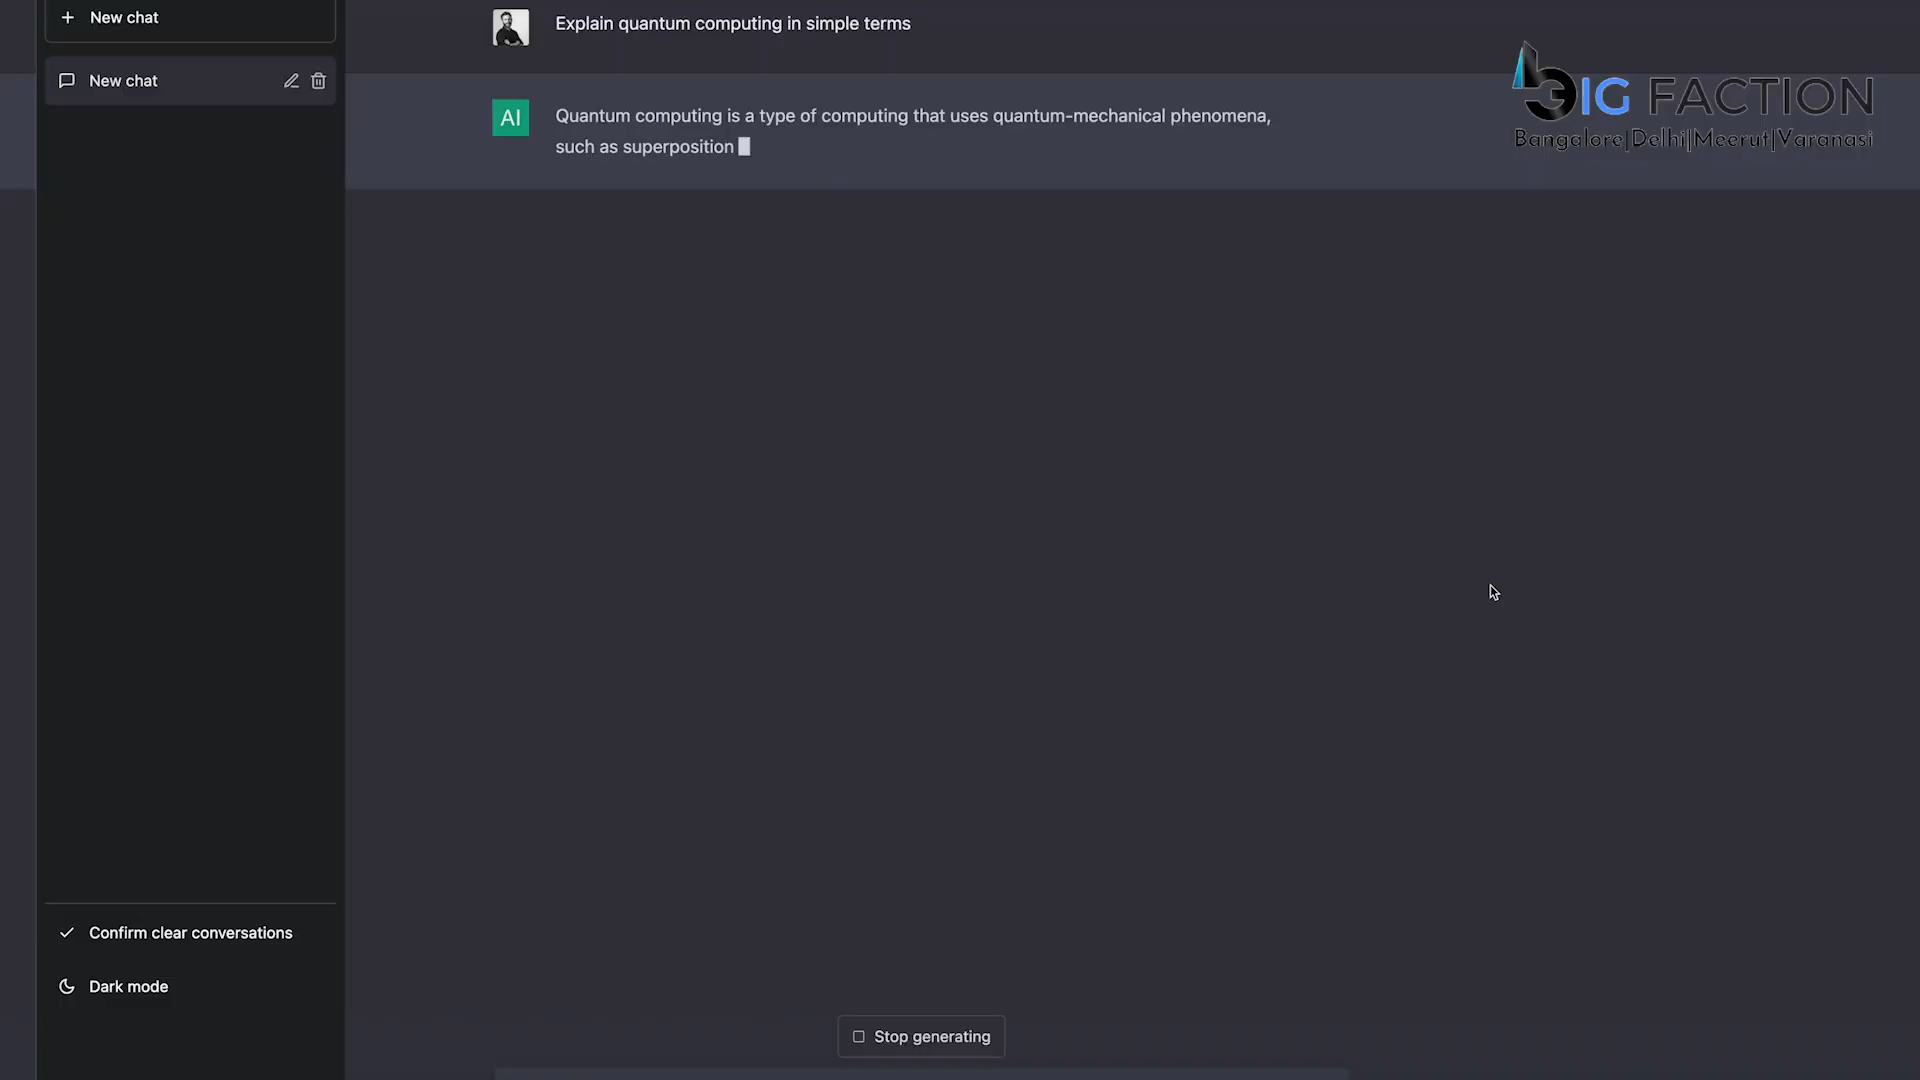 New chat
New chat
Explain quantum computing in simple terms
AI
Quantum computing is a type of computing that uses quantum-mechanical phenomena,
such as superposition
bIG FACTION
Bangalore|Delhi|Meerut|Varanasi
Confirm clear conversations
Dark mode
Stop generating